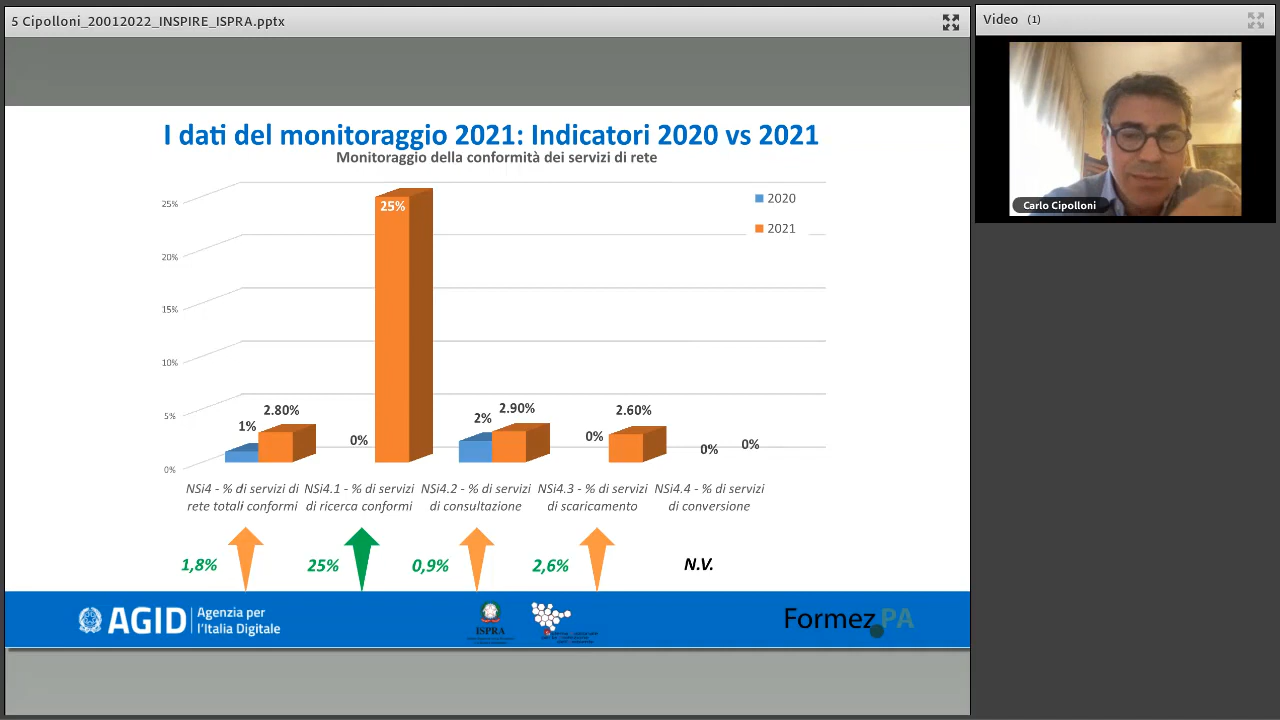 5 Cipolloni_20012022_INSPIRE_ISPRA.pptx
Video (1)
Carlo Cipolloni
I dati del monitoraggio 2021: Indicatori 2020 vs 2021
Monitoraggio della conformità dei servizi di rete
2020
2021
25%
20%
15%
10%
5%
0%
1%
2.80%
0%
25%
2%
2.90%
0%
2.60%
0%
0%
NSi4 - % di servizi di
rete totali conformi
NSi4.1 - % di servizi
di ricerca conformi
NSi4.2 - % di servizi
di consultazione
NSi4.3 - % di servizi
di scaricamento
NSi4.4 - % di servizi
di conversione
1,8%
25%
0,9%
2,6%
N.V.
AGID
Agenzia per
l'Italia Digitale
ISPRA
Formez PA